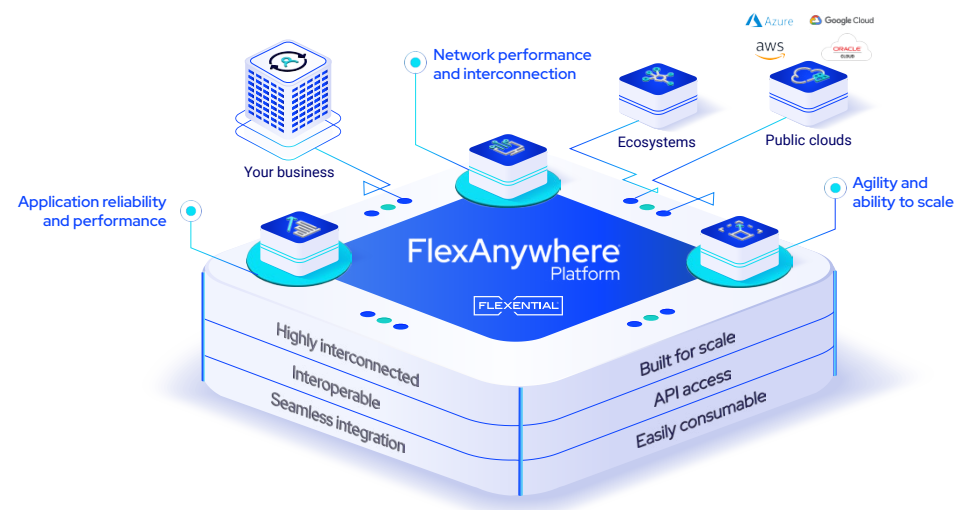 Azure
Google Cloud
aws
ORACLE
CLOUD
Network performance
and interconnection
Ecosystems
Public clouds
Your business
Application reliability
and performance
Agility and
ability to scale
FlexAnywhere
Platform
FLEXENTIAL
Highly interconnected
Interoperable
Seamless integration
Built for scale
API access
Easily consumable